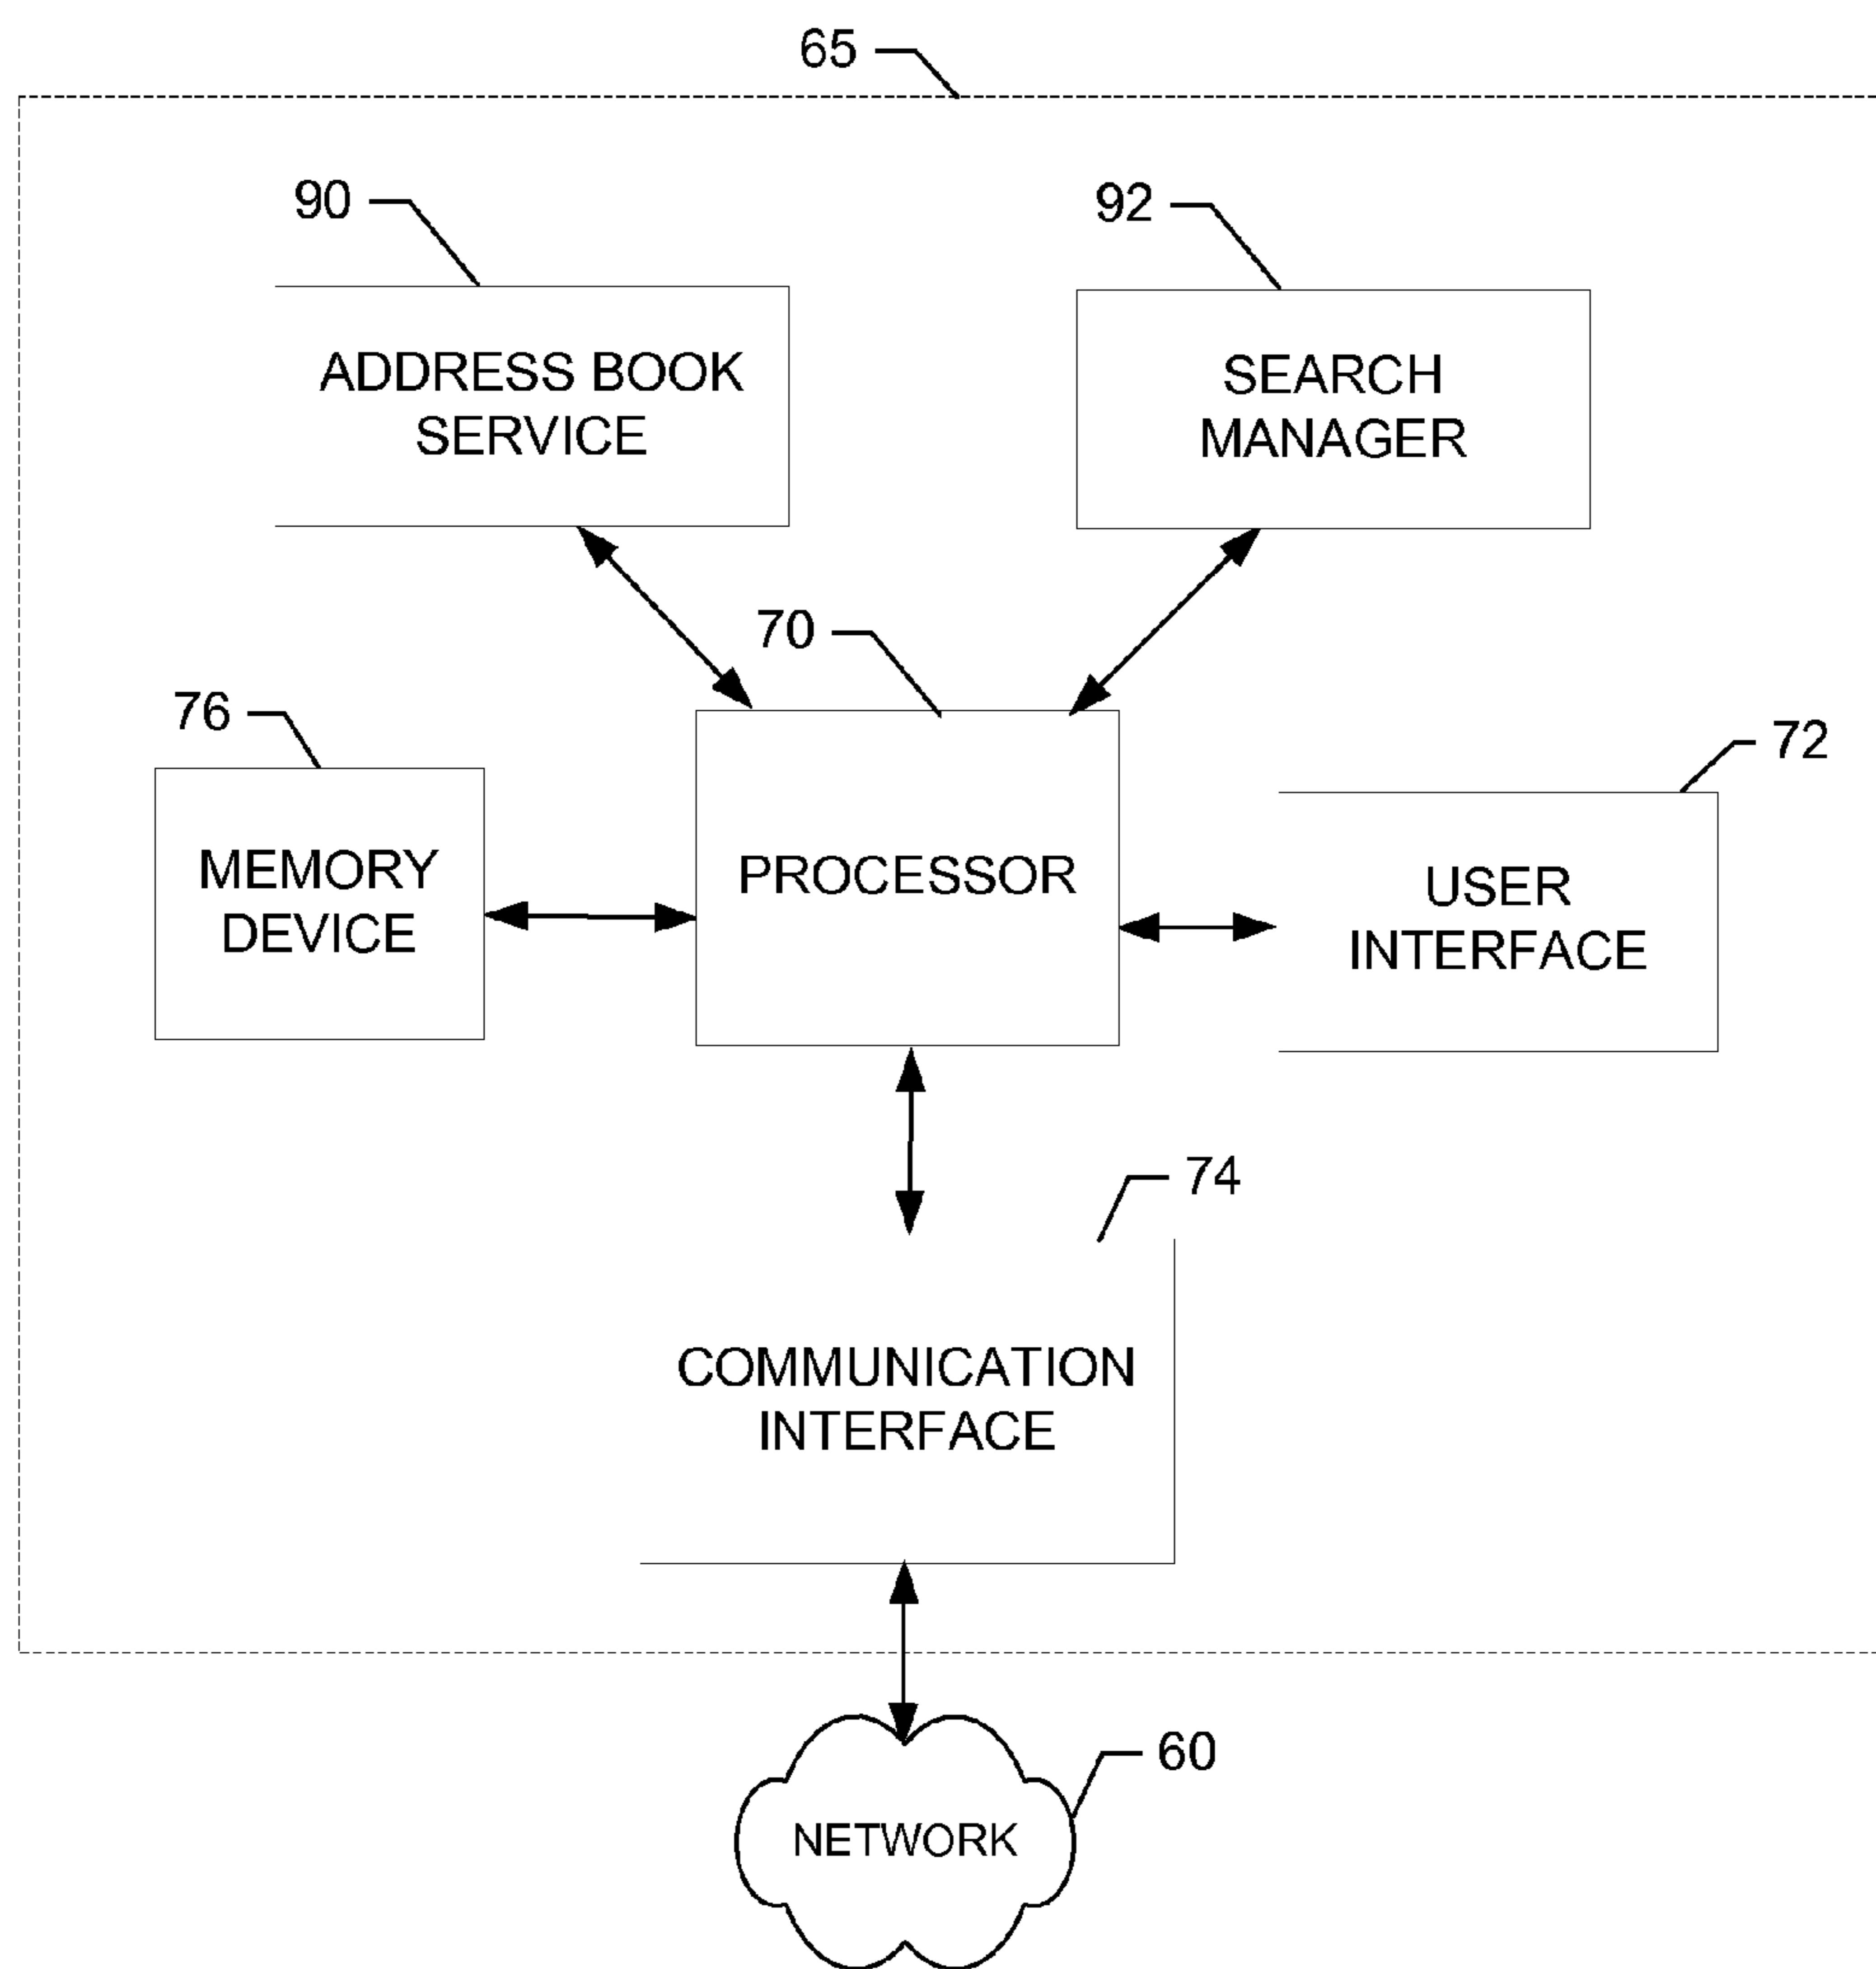 65
90
92
ADDRESS BOOK
SERVICE
SEARCH
MANAGER
70
76
72
MEMORY
DEVICE
PROCESSOR
USER
INTERFACE
74
COMMUNICATION
INTERFACE
60
NETWORK